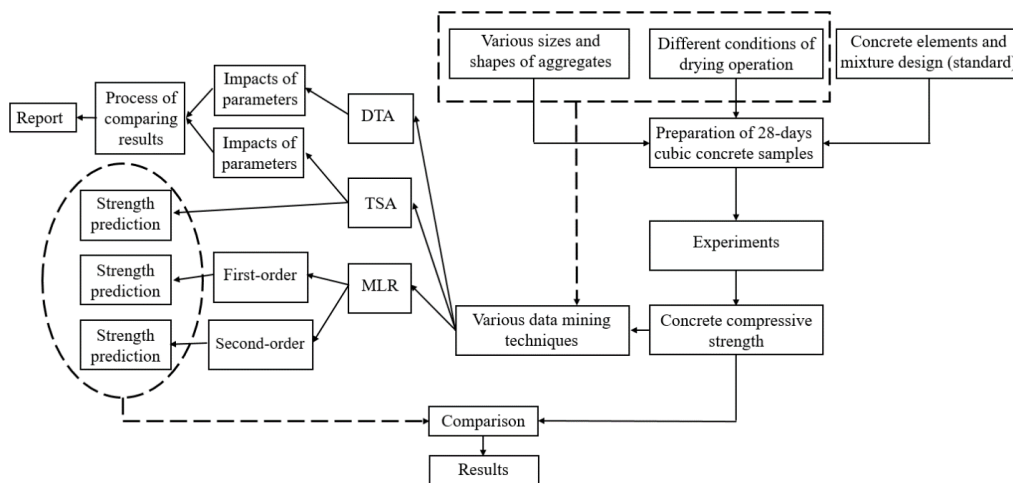 Various sizes and
shapes of aggregates
Different conditions of
drying operation
Concrete elements and
mixture design (standard)
Impacts of
parameters
Process of
comparing
results
Report
DTA
Impacts of
parameters
Preparation of 28-days
cubic concrete samples
Strength
prediction
TSA
Experiments
Strength
prediction
First-order
MLR
Strength
prediction
Second-order
Various data mining
techniques
Concrete compressive
strength
Comparison
Results